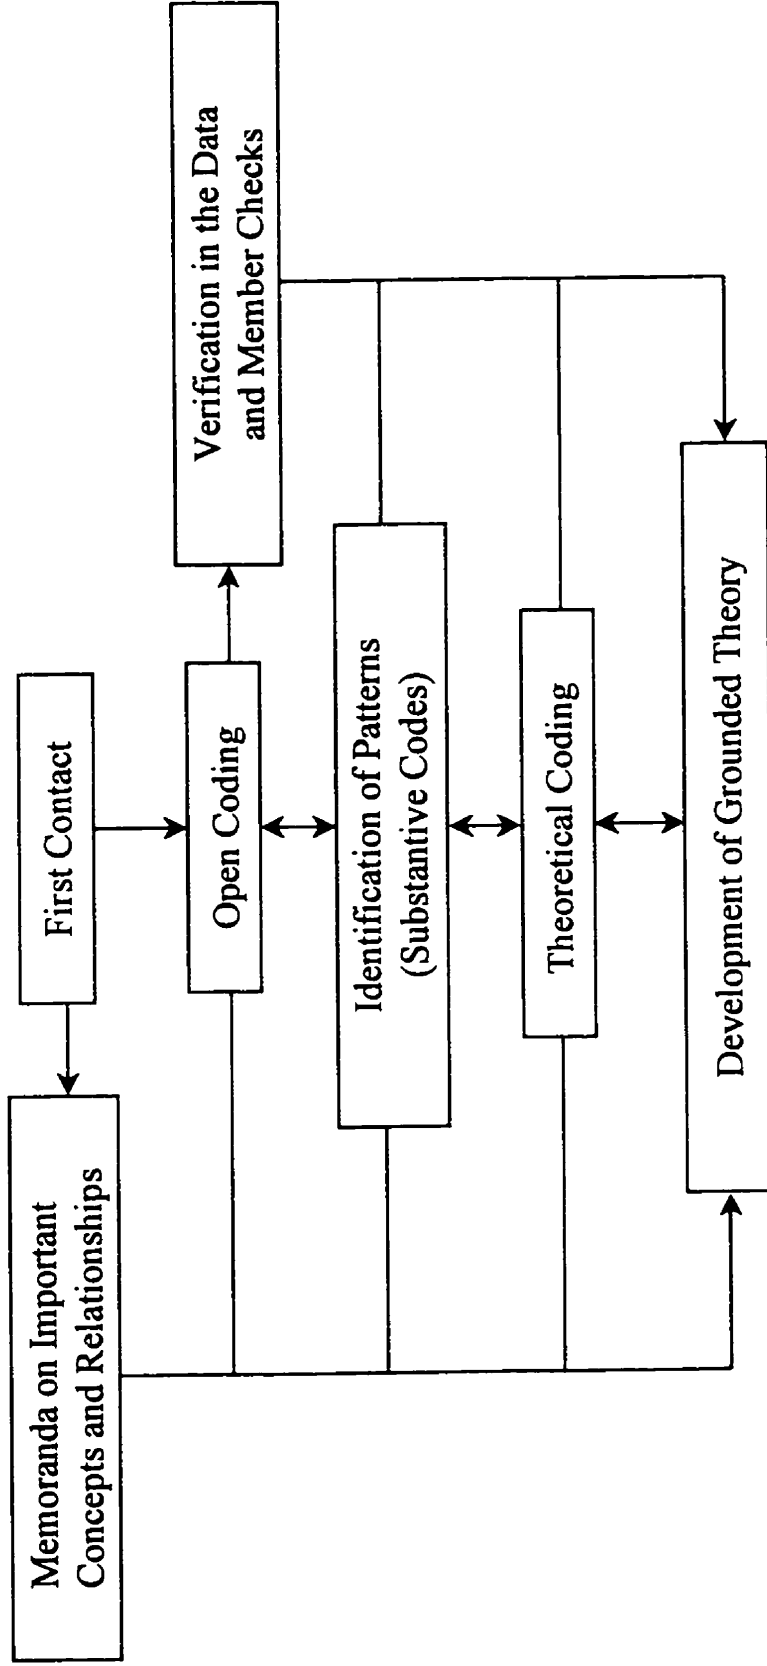 First Contact
Memoranda on Important
Concepts and Relationships
Open Coding
Verification in the Data
and Member Checks
Identification of Patterns
(Substantive Codes)
Theoretical Coding
Development of Grounded Theory